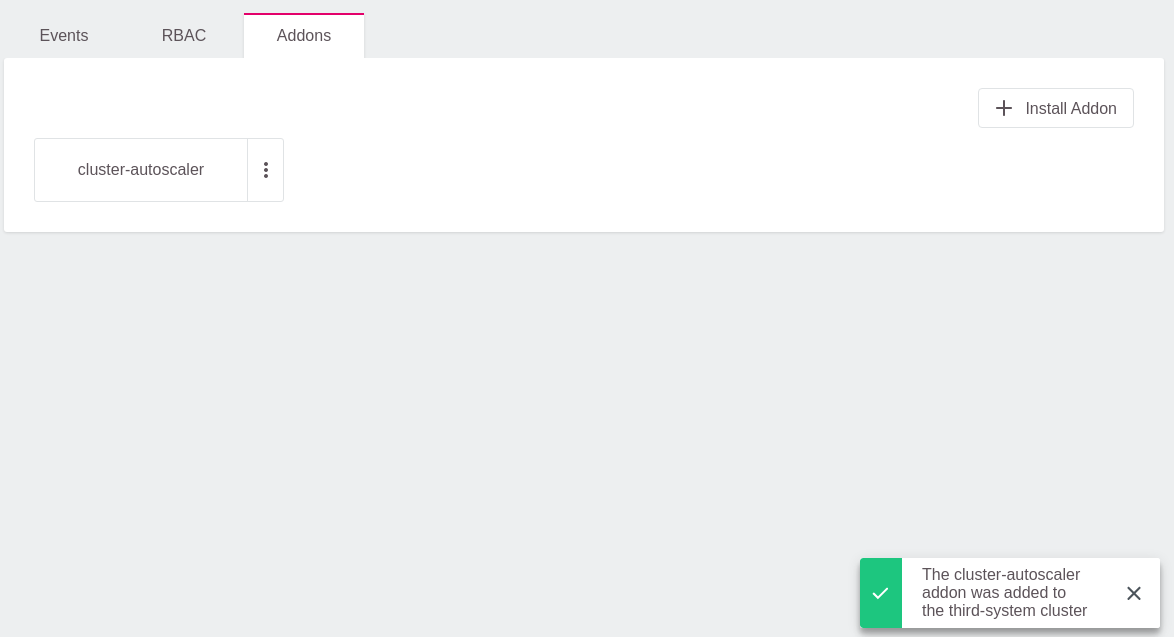 Events RBAC Addons
Install Addon
cluster-autoscaler
The cluster-autoscaler
addon was added to
the third-system cluster